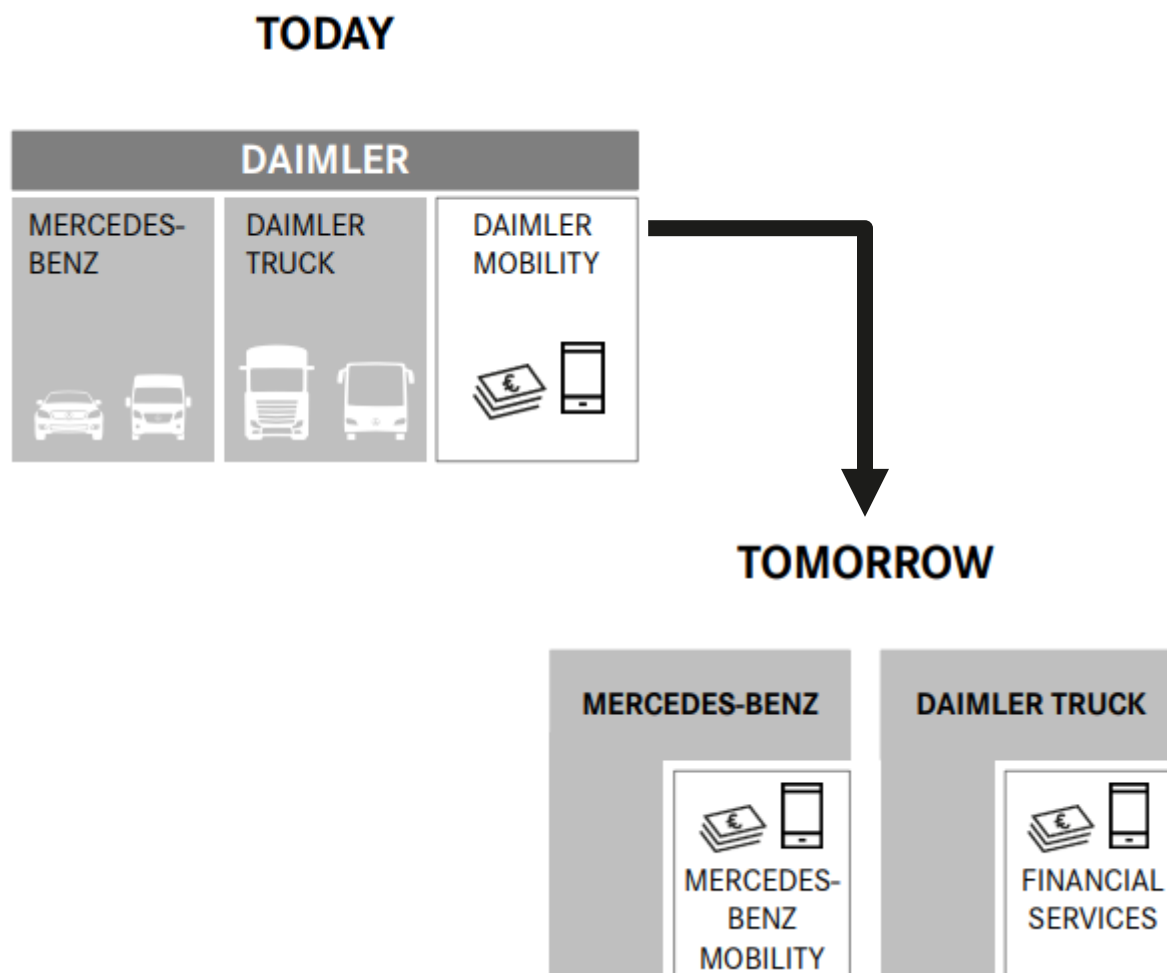 TODAY
DAIMLER
MERCEDES-
BENZ
DAIMLER
TRUCK
DAIMLER
MOBILITY
€
TOMORROW
MERCEDES-BENZ
DAIMLER TRUCK
€
MERCEDES-
BENZ
MOBILITY
€
FINANCIAL
SERVICES